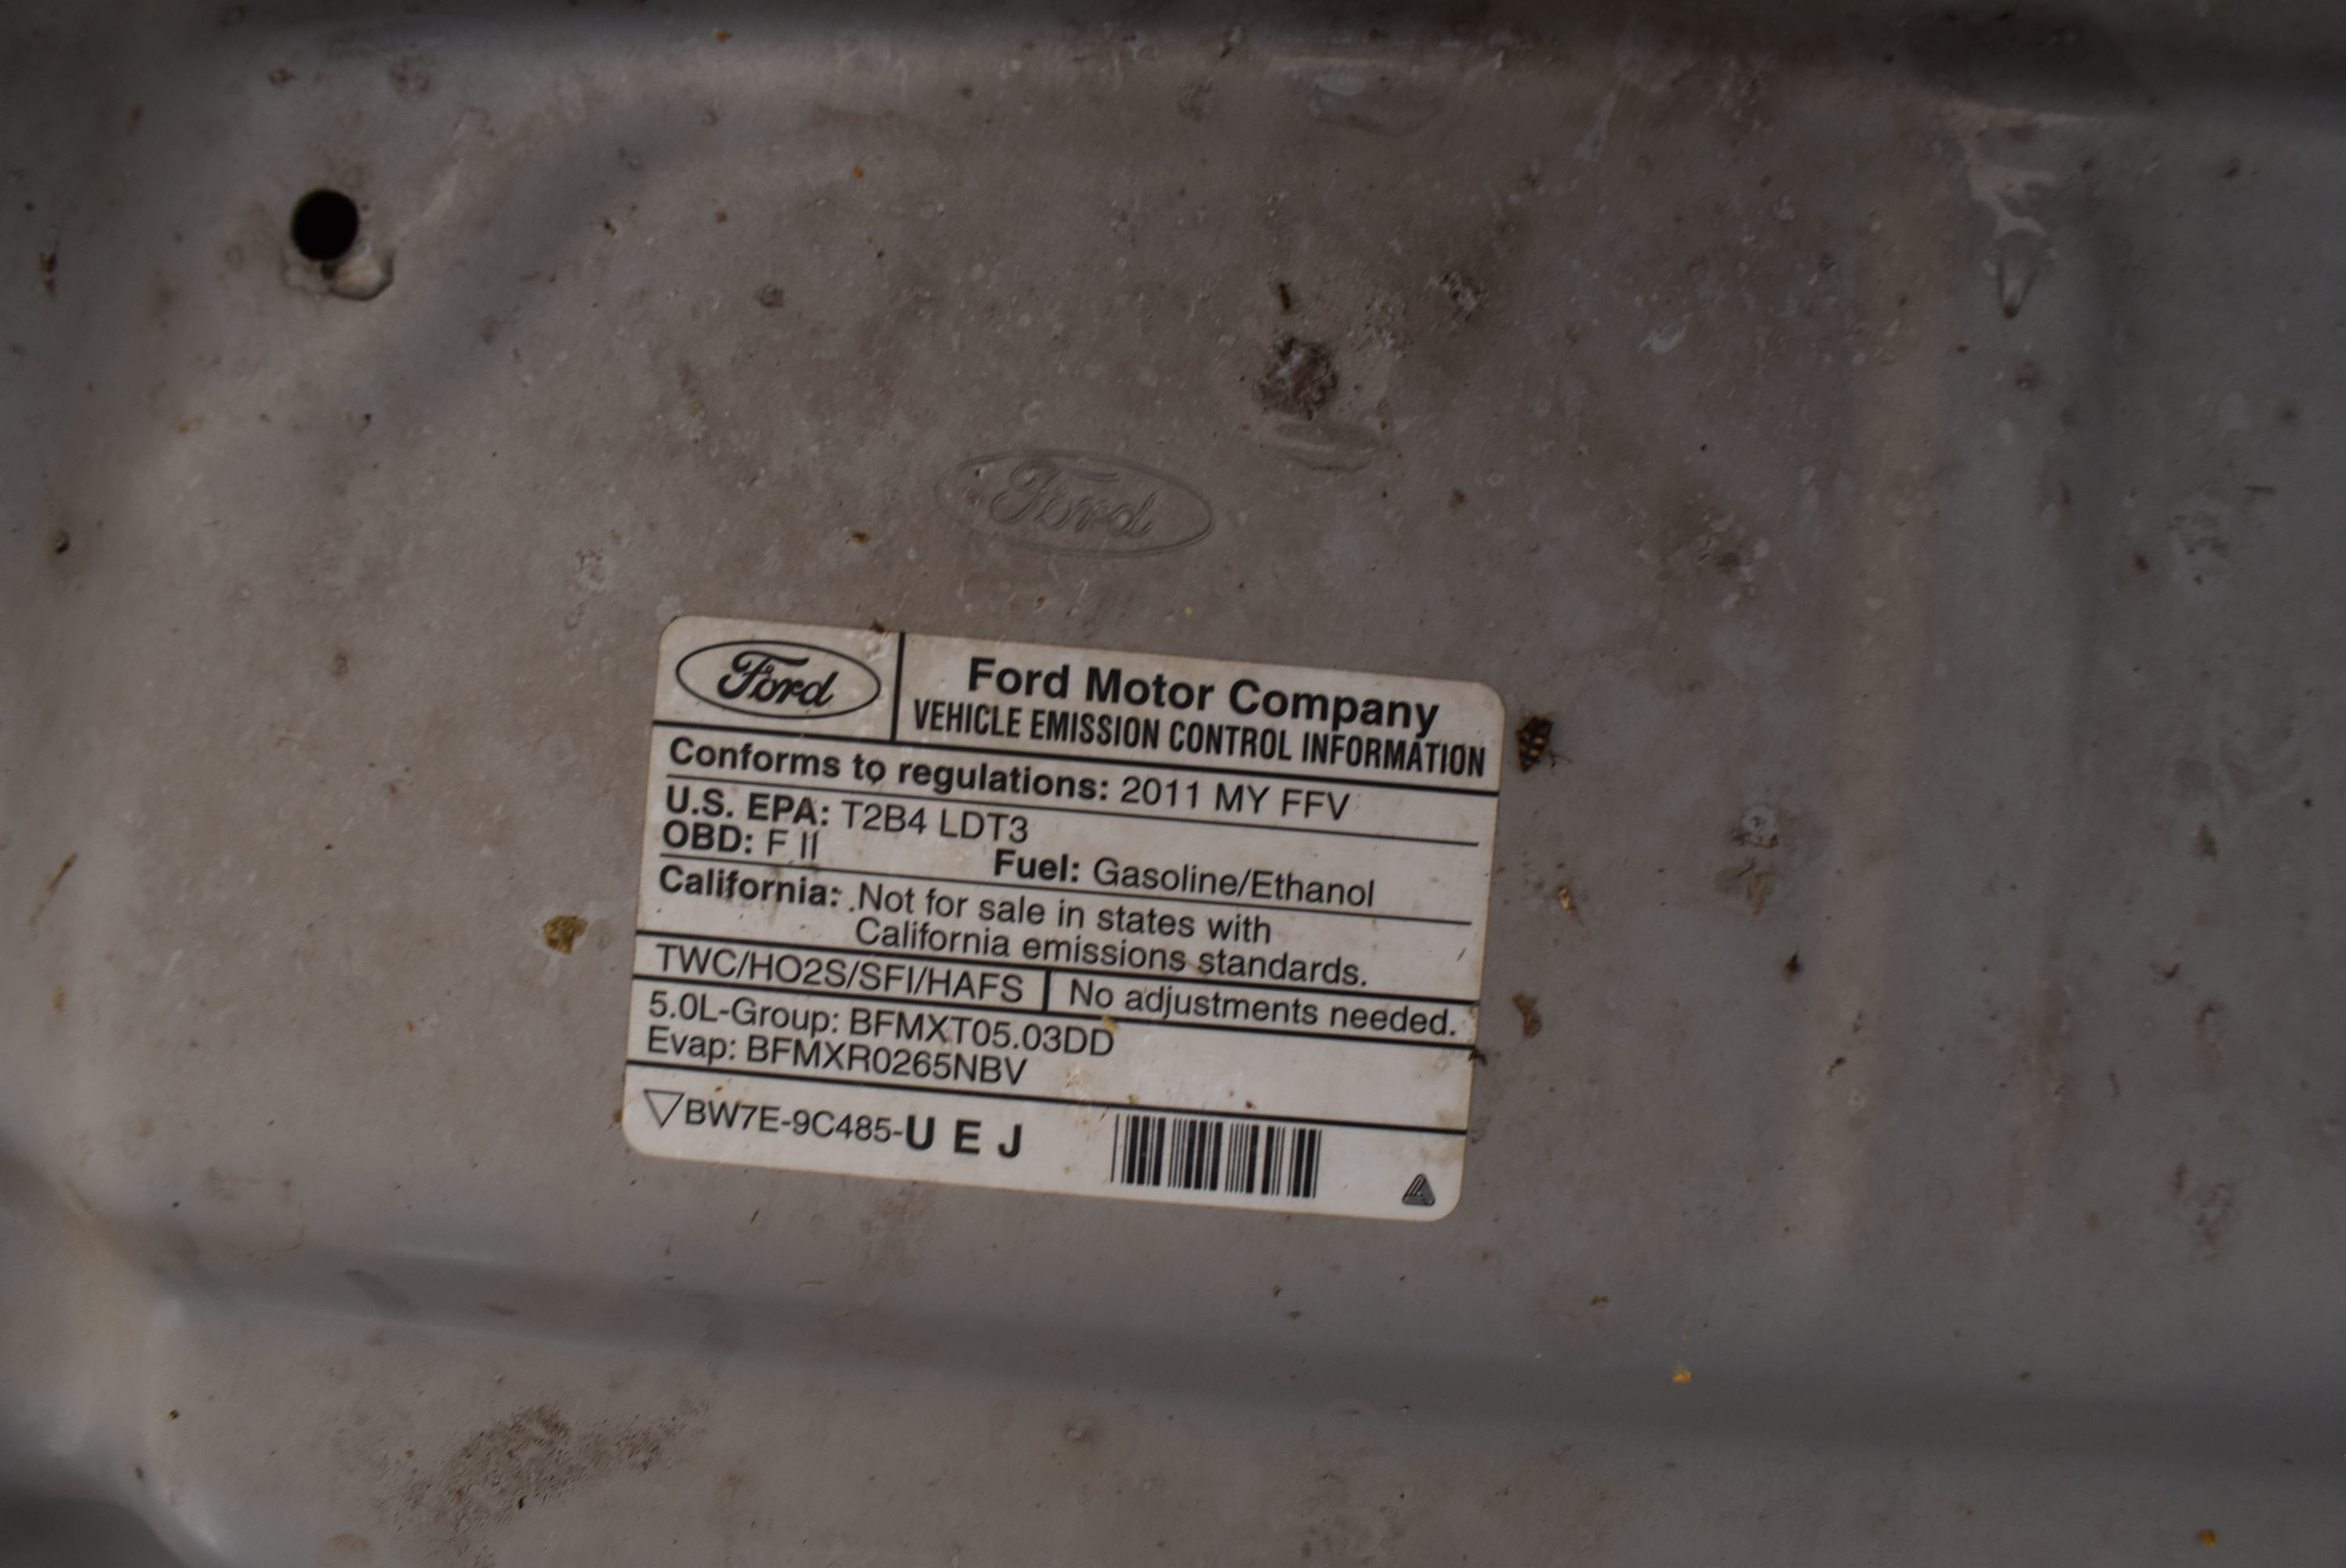 Ford
Ford
Ford Motor Company
VEHICLE EMISSION CONTROL INFORMATION
Conforms to regulations: 2011 MY FFV
U.S. EPA: T2B4 LDT3
OBD: F II Fuel: Gasoline/Ethanol
California: Not for sale in states with
California emissions standards.
TWC/HO2S/SFI/HAFS No adjustments needed.
5.0L-Group: BFMXT05.03DD
Evap: BFMXR0265NBV
▽BW7E-9C485-U E J